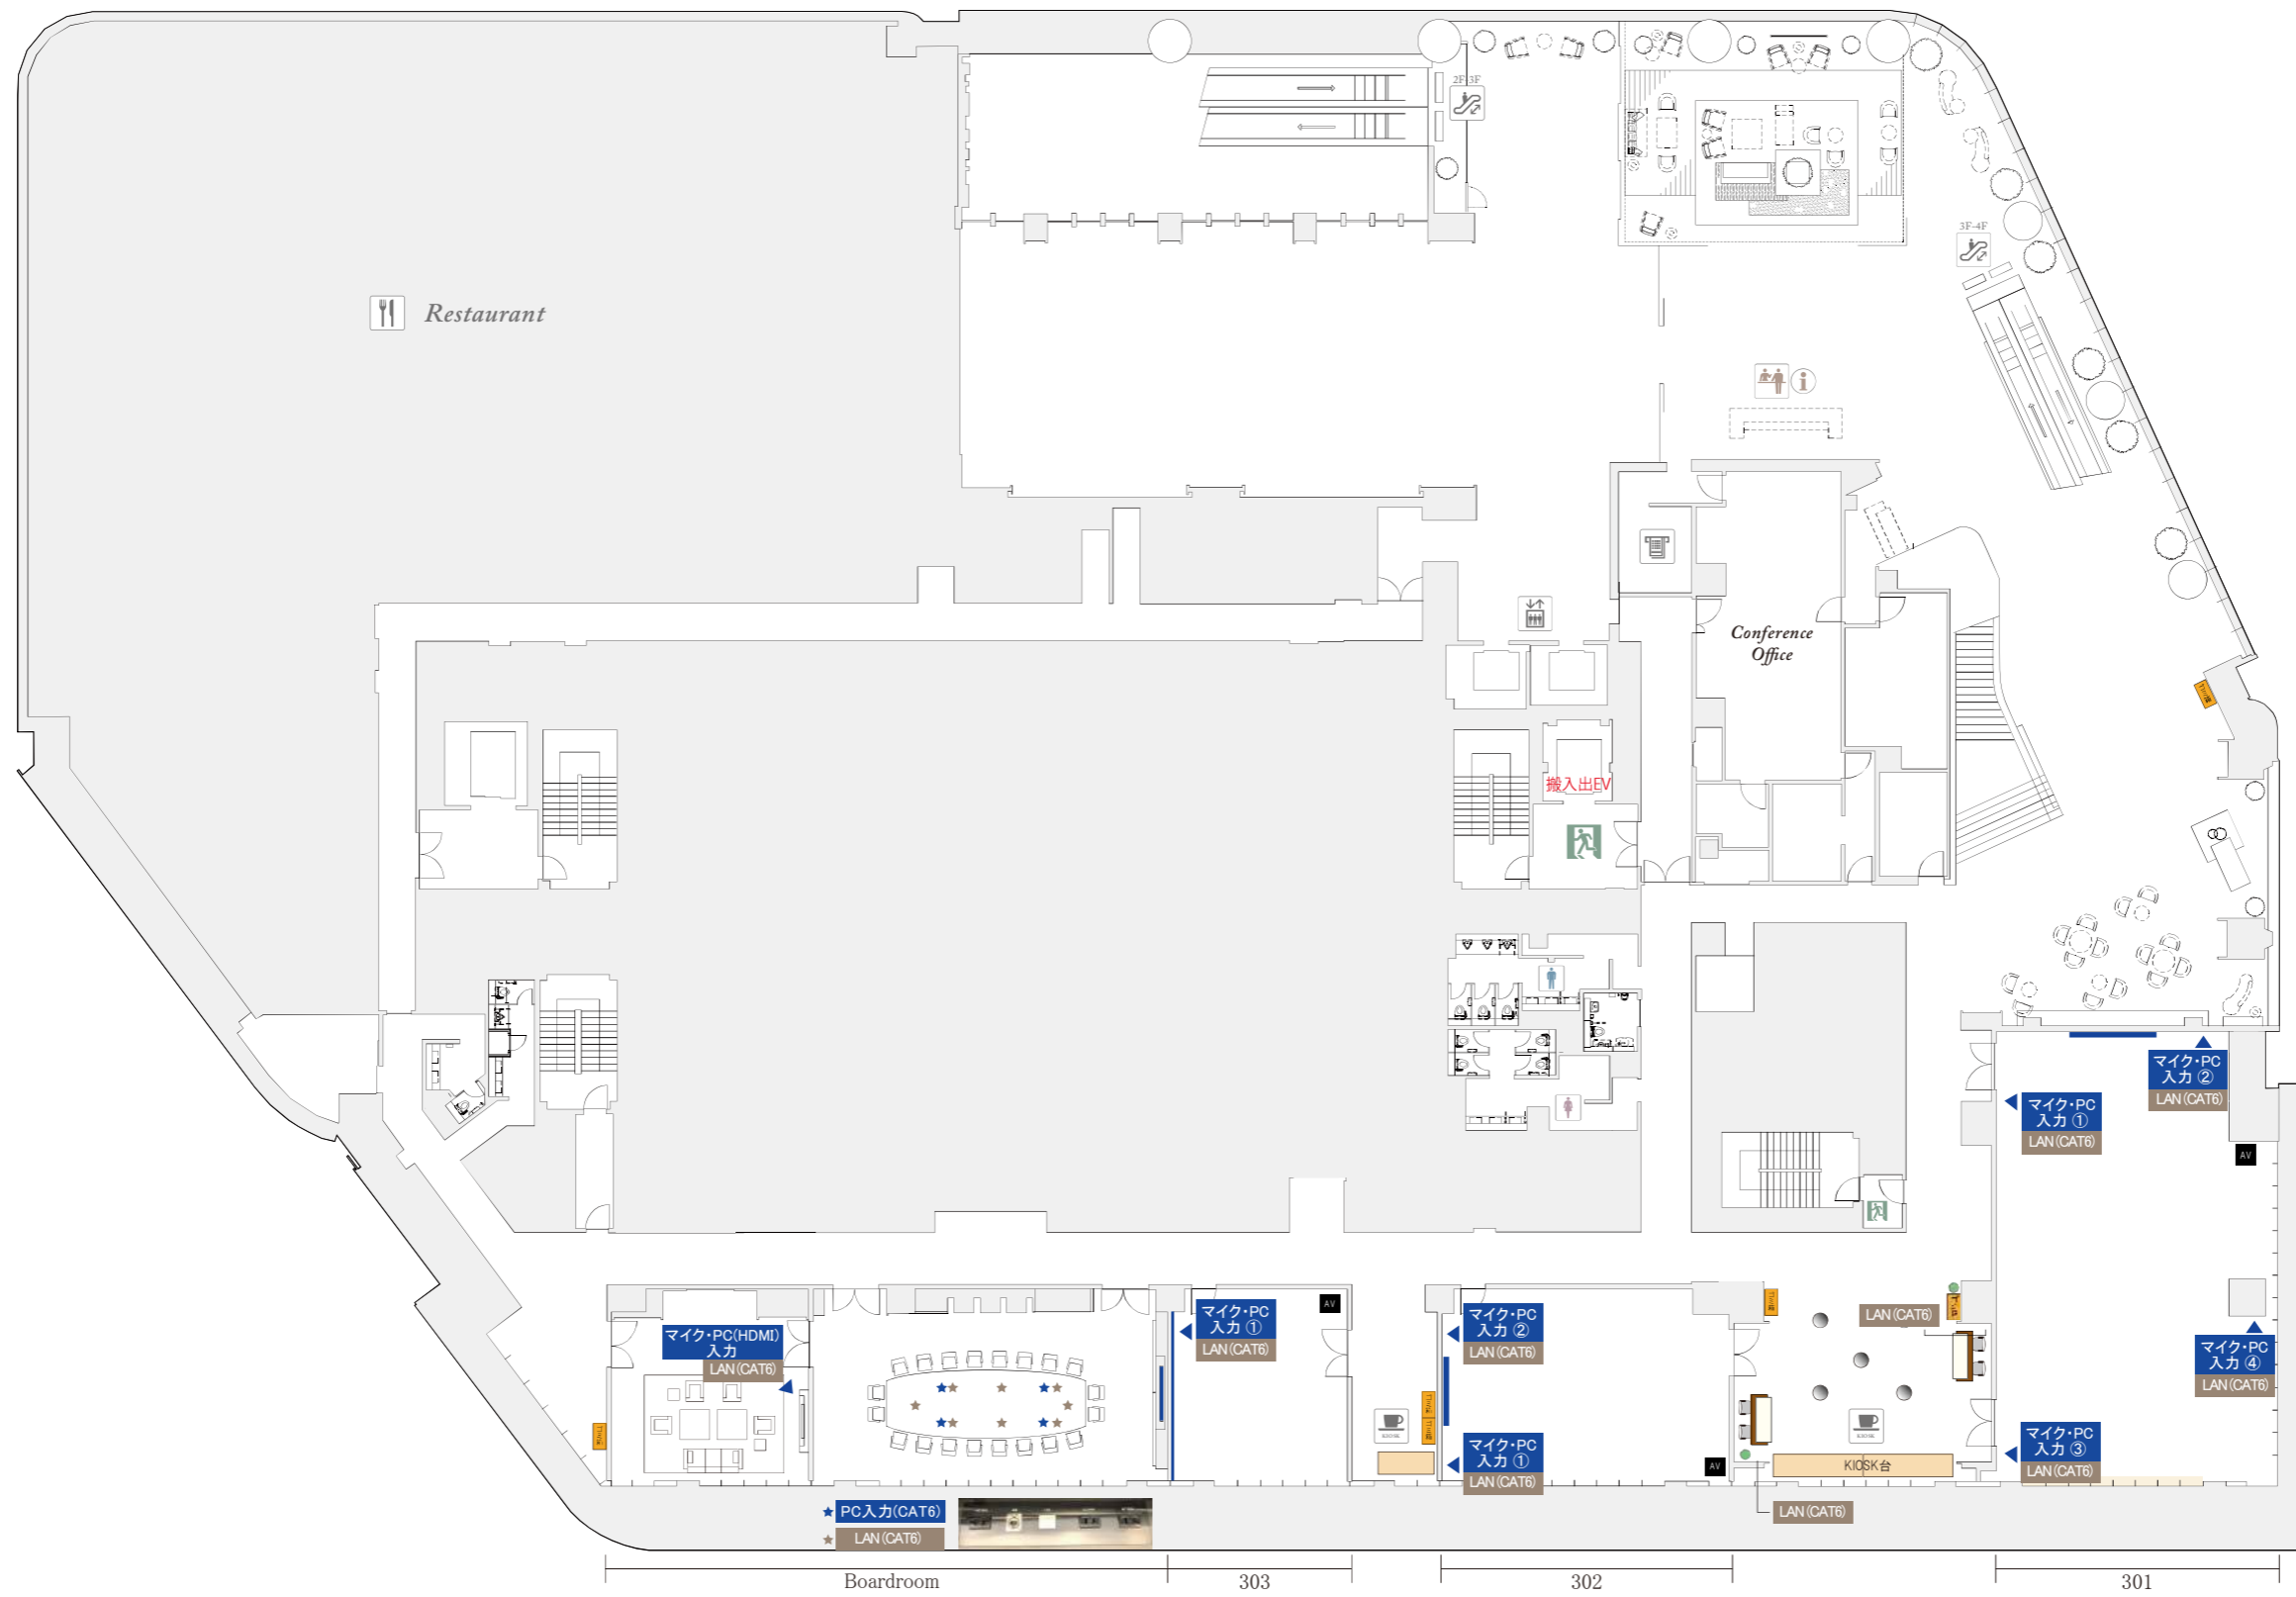 2F-3F
3F-4F
Restaurant
Conference
Office
搬入出EV
マイク・PC
入力 ②
LAN(CAT6)
マイク・PC
入力 ①
LAN(CAT6)
AV
マイク・PC(HDMI)
入力
LAN(CAT6)
マイク・PC
入力 ①
LAN(CAT6)
AV
KIOSK
マイク・PC
入力 ②
LAN(CAT6)
マイク・PC
入力 ①
LAN(CAT6)
AV
LAN(CAT6)
KIOSK
KIOSK台
LAN(CAT6)
マイク・PC
入力 ④
LAN(CAT6)
マイク・PC
入力 ③
LAN(CAT6)
PC入力(CAT6)
LAN(CAT6)
Boardroom
303
302
301